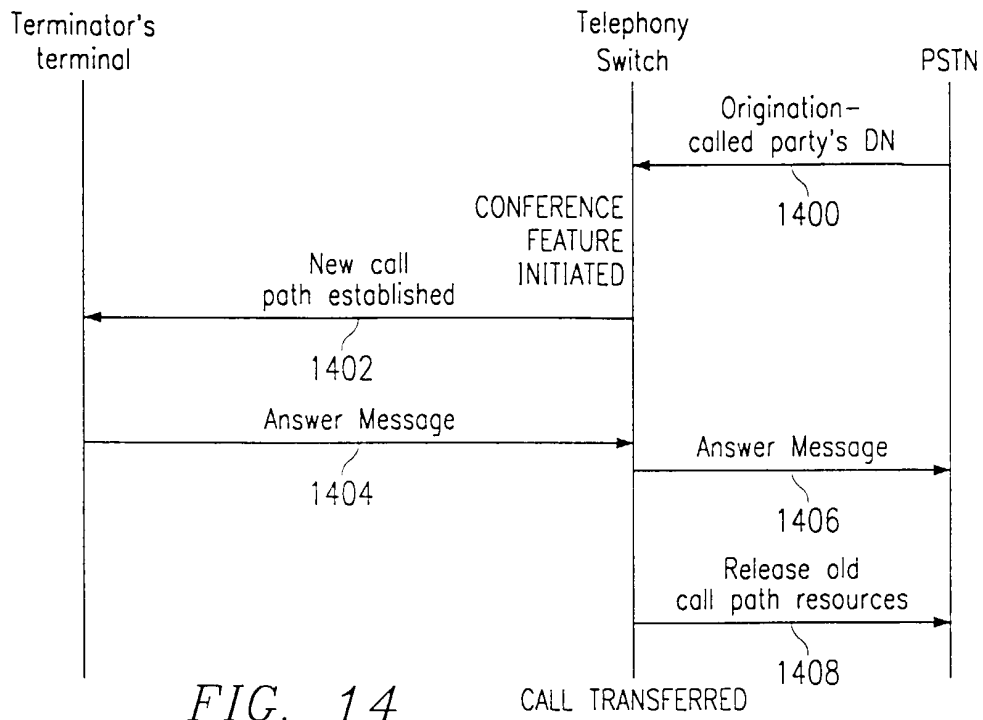 Terminator's
terminal
Telephony
Switch
PSTN
Origination-
called party's DN
1400
CONFERENCE
FEATURE
INITIATED
New call
path established
1402
Answer Message
1404
Answer Message
1406
Release old
call path resources
1408
FIG. 14
CALL TRANSFERRED